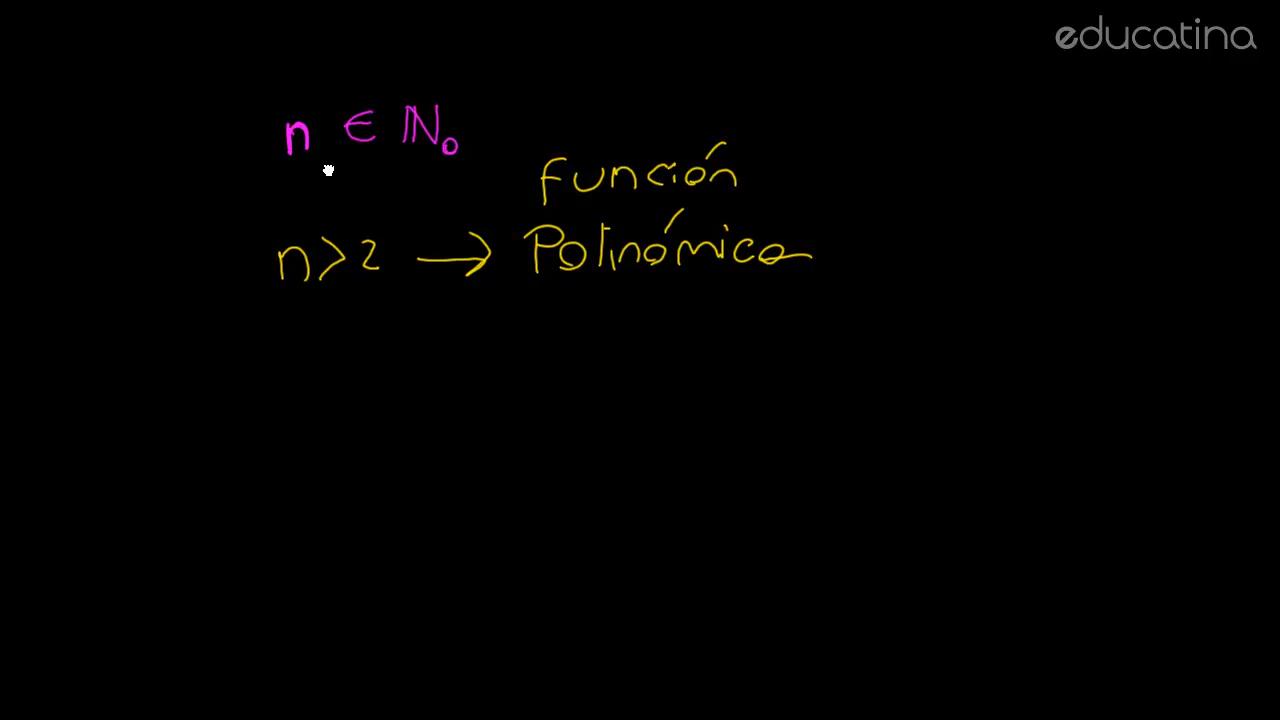 educatina
n ∈ ℕ₀
función
n>2 → Polinómica